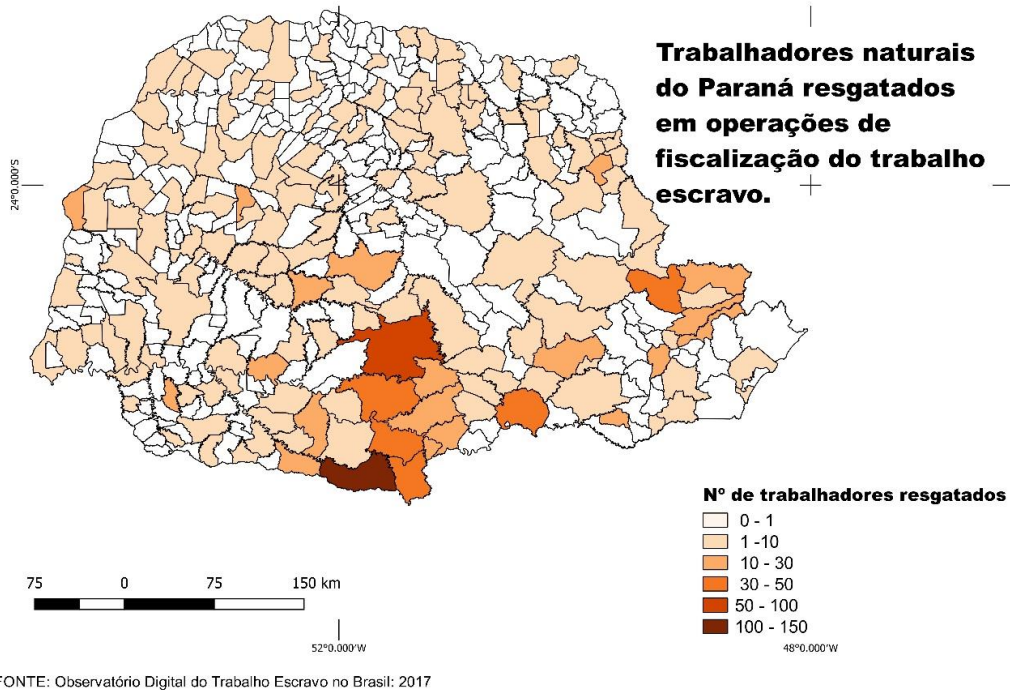 Trabalhadores naturais
do Paraná resgatados
em operações de
fiscalização do trabalho
escravo.
24°0.000'S
Nº de trabalhadores resgatados
0 - 1
1 -10
10 - 30
30 - 50
50 - 100
100 - 150
75 0 75 150 km
52°0.000'W
48°0.000'W
FONTE: Observatório Digital do Trabalho Escravo no Brasil: 2017